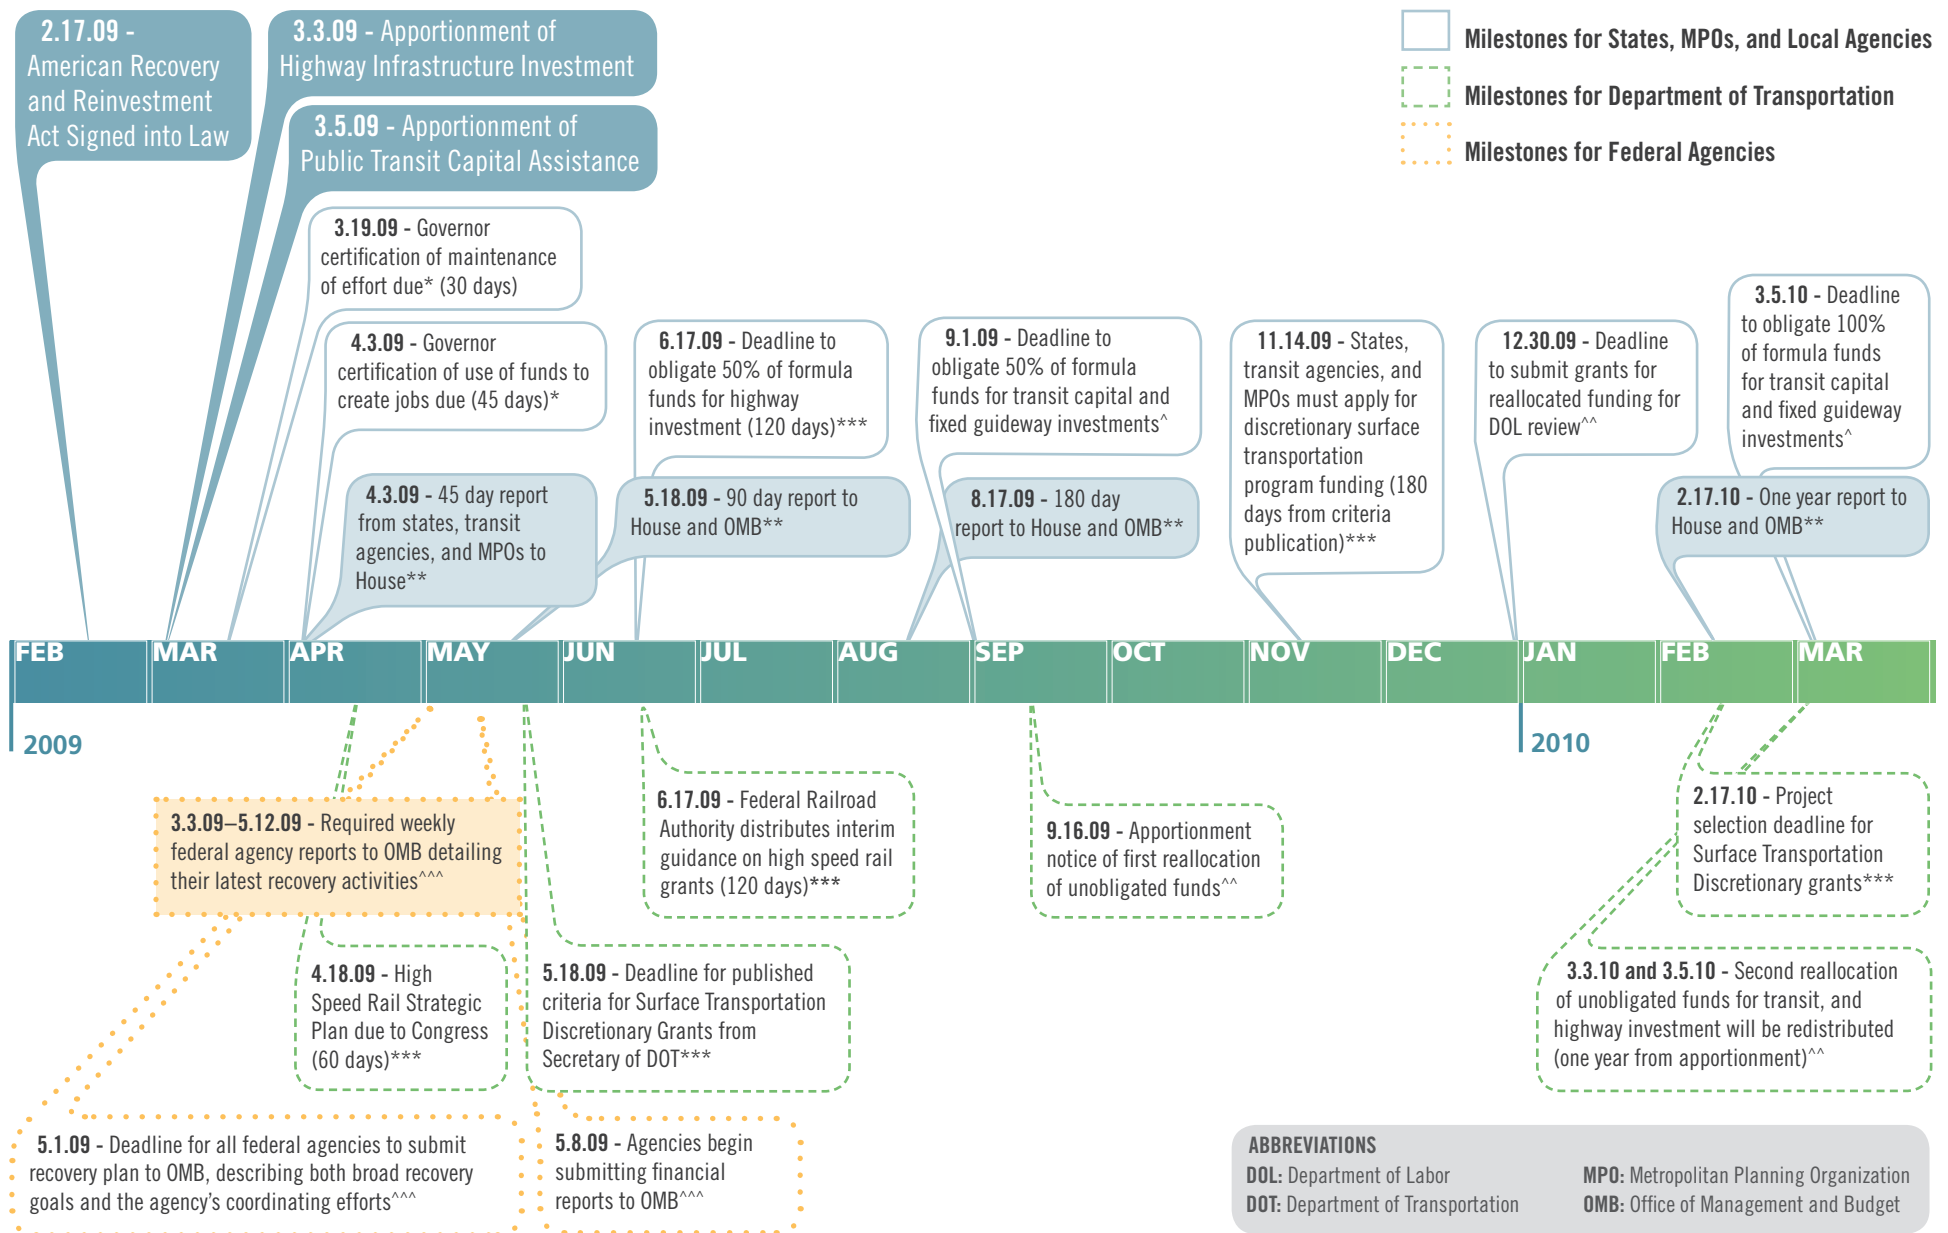 2.17.09 -
American Recovery
and Reinvestment
Act Signed into Law
3.3.09 - Apportionment of
Highway Infrastructure Investment
3.5.09 - Apportionment of
Public Transit Capital Assistance
Milestones for States, MPOs, and Local Agencies
Milestones for Department of Transportation
Milestones for Federal Agencies
3.19.09 - Governor
certification of maintenance
of effort due* (30 days)
4.3.09 - Governor
certification of use of funds to
create jobs due (45 days)*
4.3.09 - 45 day report
from states, transit
agencies, and MPOs to
House**
6.17.09 - Deadline to
obligate 50% of formula
funds for highway
investment (120 days)***
5.18.09 - 90 day report to
House and OMB**
9.1.09 - Deadline to
obligate 50% of formula
funds for transit capital and
fixed guideway investments^
8.17.09 - 180 day
report to House and OMB**
11.14.09 - States,
transit agencies, and
MPOs must apply for
discretionary surface
transportation
program funding (180
days from criteria
publication)***
12.30.09 - Deadline
to submit grants for
reallocated funding for
DOL review^^
3.5.10 - Deadline
to obligate 100%
of formula funds
for transit capital
and fixed guideway
investments^
2.17.10 - One year report to
House and OMB**
FEB MAR APR MAY JUN JUL AUG SEP OCT NOV DEC JAN FEB MAR
2009 2010
3.3.09–5.12.09 - Required weekly
federal agency reports to OMB detailing
their latest recovery activities^^^
4.18.09 - High
Speed Rail Strategic
Plan due to Congress
(60 days)***
5.1.09 - Deadline for all federal agencies to submit
recovery plan to OMB, describing both broad recovery
goals and the agency's coordinating efforts^^^
6.17.09 - Federal Railroad
Authority distributes interim
guidance on high speed rail
grants (120 days)***
5.18.09 - Deadline for published
criteria for Surface Transportation
Discretionary Grants from
Secretary of DOT***
5.8.09 - Agencies begin
submitting financial
reports to OMB^^^
9.16.09 - Apportionment
notice of first reallocation
of unobligated funds^^
2.17.10 - Project
selection deadline for
Surface Transportation
Discretionary grants***
3.3.10 and 3.5.10 - Second reallocation
of unobligated funds for transit, and
highway investment will be redistributed
(one year from apportionment)^^
ABBREVIATIONS
DOL: Department of Labor
DOT: Department of Transportation
MPO: Metropolitan Planning Organization
OMB: Office of Management and Budget